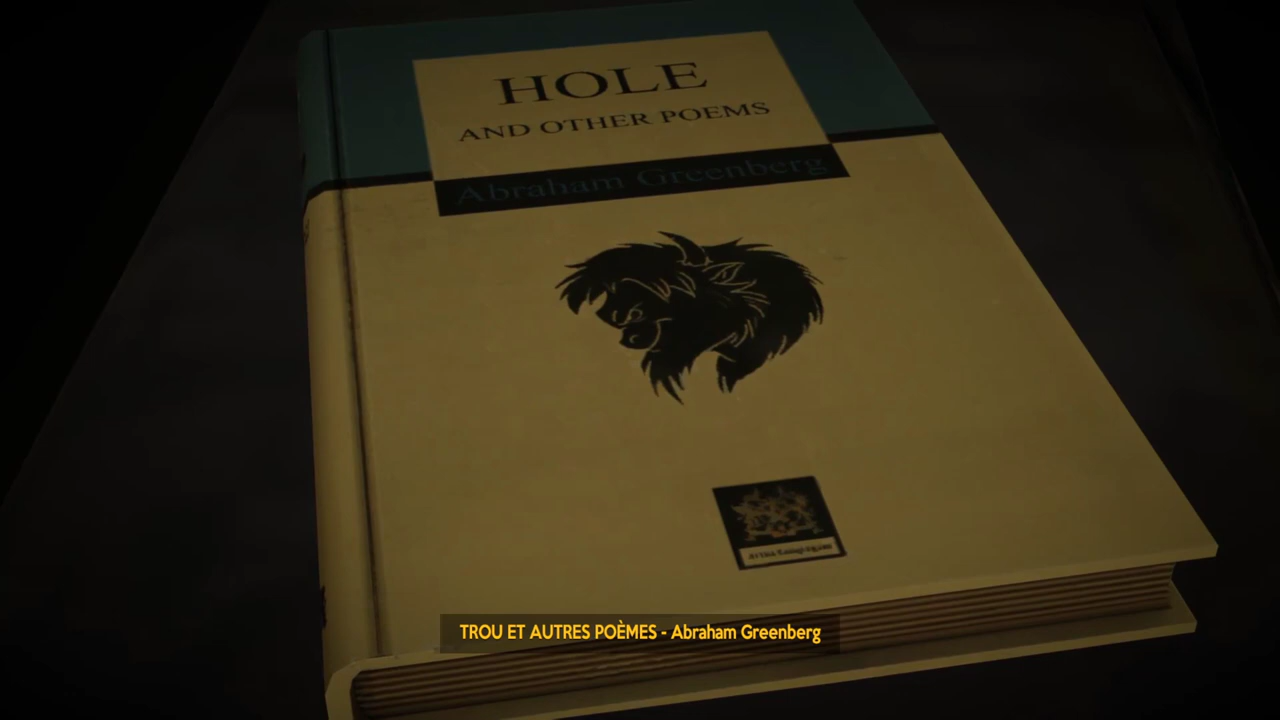 HOLE
AND OTHER POEMS
Abraham Greenberg
TROU ET AUTRES POÈMES - Abraham Greenberg